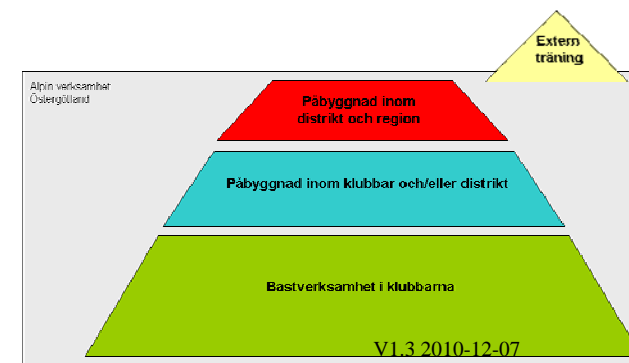 Extern
träning
Alpin verksamhet
Östergötland
Påbyggnad inom
distrikt och region
Påbyggnad inom klubbar och/eller distrikt
Basverksamhet i klubbarna
V1.3 2010-12-07